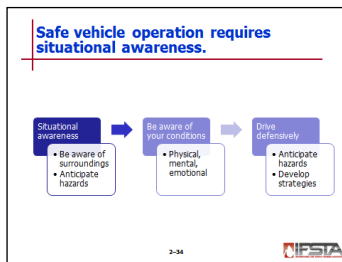 Safe vehicle operation requires
situational awareness.
Situational
awareness
• Be aware of
surroundings
• Anticipate
hazards
Be aware of
your conditions
• Physical,
mental,
emotional
Drive
defensively
• Anticipate
hazards
• Develop
strategies
2–34
IFSTA